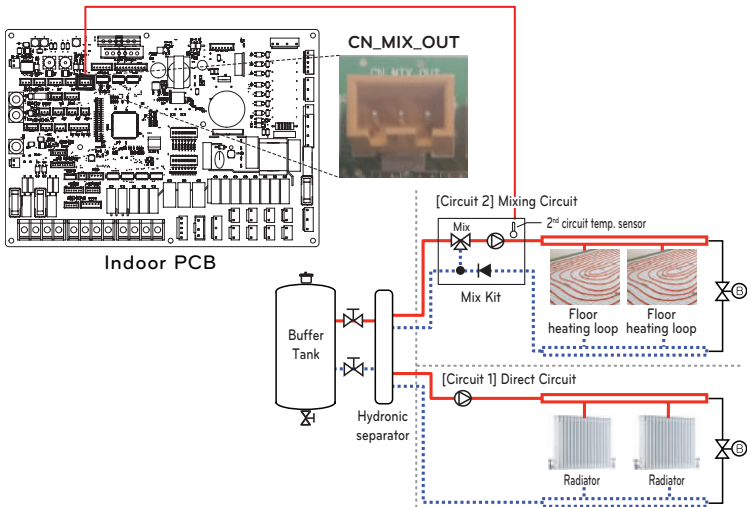 CN_MIX_OUT
CN_MIX_OUT
Indoor PCB
[Circuit 2] Mixing Circuit
Mix
2nd circuit temp. sensor
Mix Kit
Floor
heating loop
Floor
heating loop
B
Buffer
Tank
Hydronic
separator
[Circuit 1] Direct Circuit
Radiator
Radiator
B